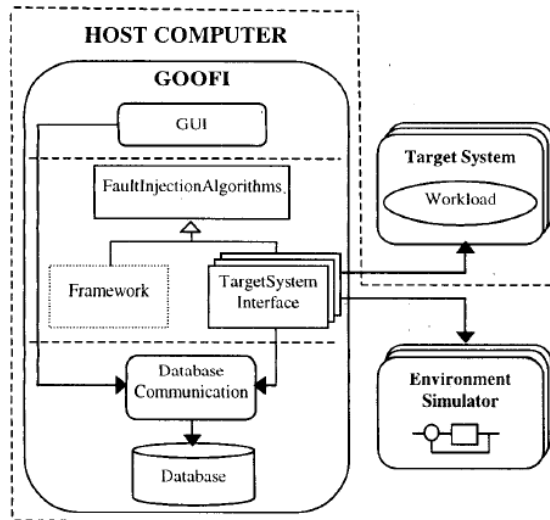 HOST COMPUTER
GOOFI
GUI
FaultInjectionAlgorithms
Framework
TargetSystem
Interface
Database
Communication
Database
Target System
Workload
Environment
Simulator